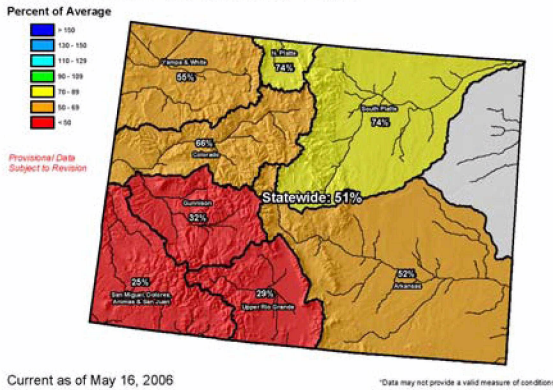 Percent of Average
> 150
130 - 150
110 - 129
90 - 109
70 - 89
50 - 69
< 50
Provisional Data
Subject to Revision
Yampa & White
55%
N. Platte
74%
South Platte
74%
66%
Colorado
Statewide: 51%
Gunnison
32%
52%
Arkansas
25%
San Miguel, Dolores,
Animas & San Juan
29%
Upper Rio Grande
Current as of May 16, 2006
*Data may not provide a valid measure of conditions